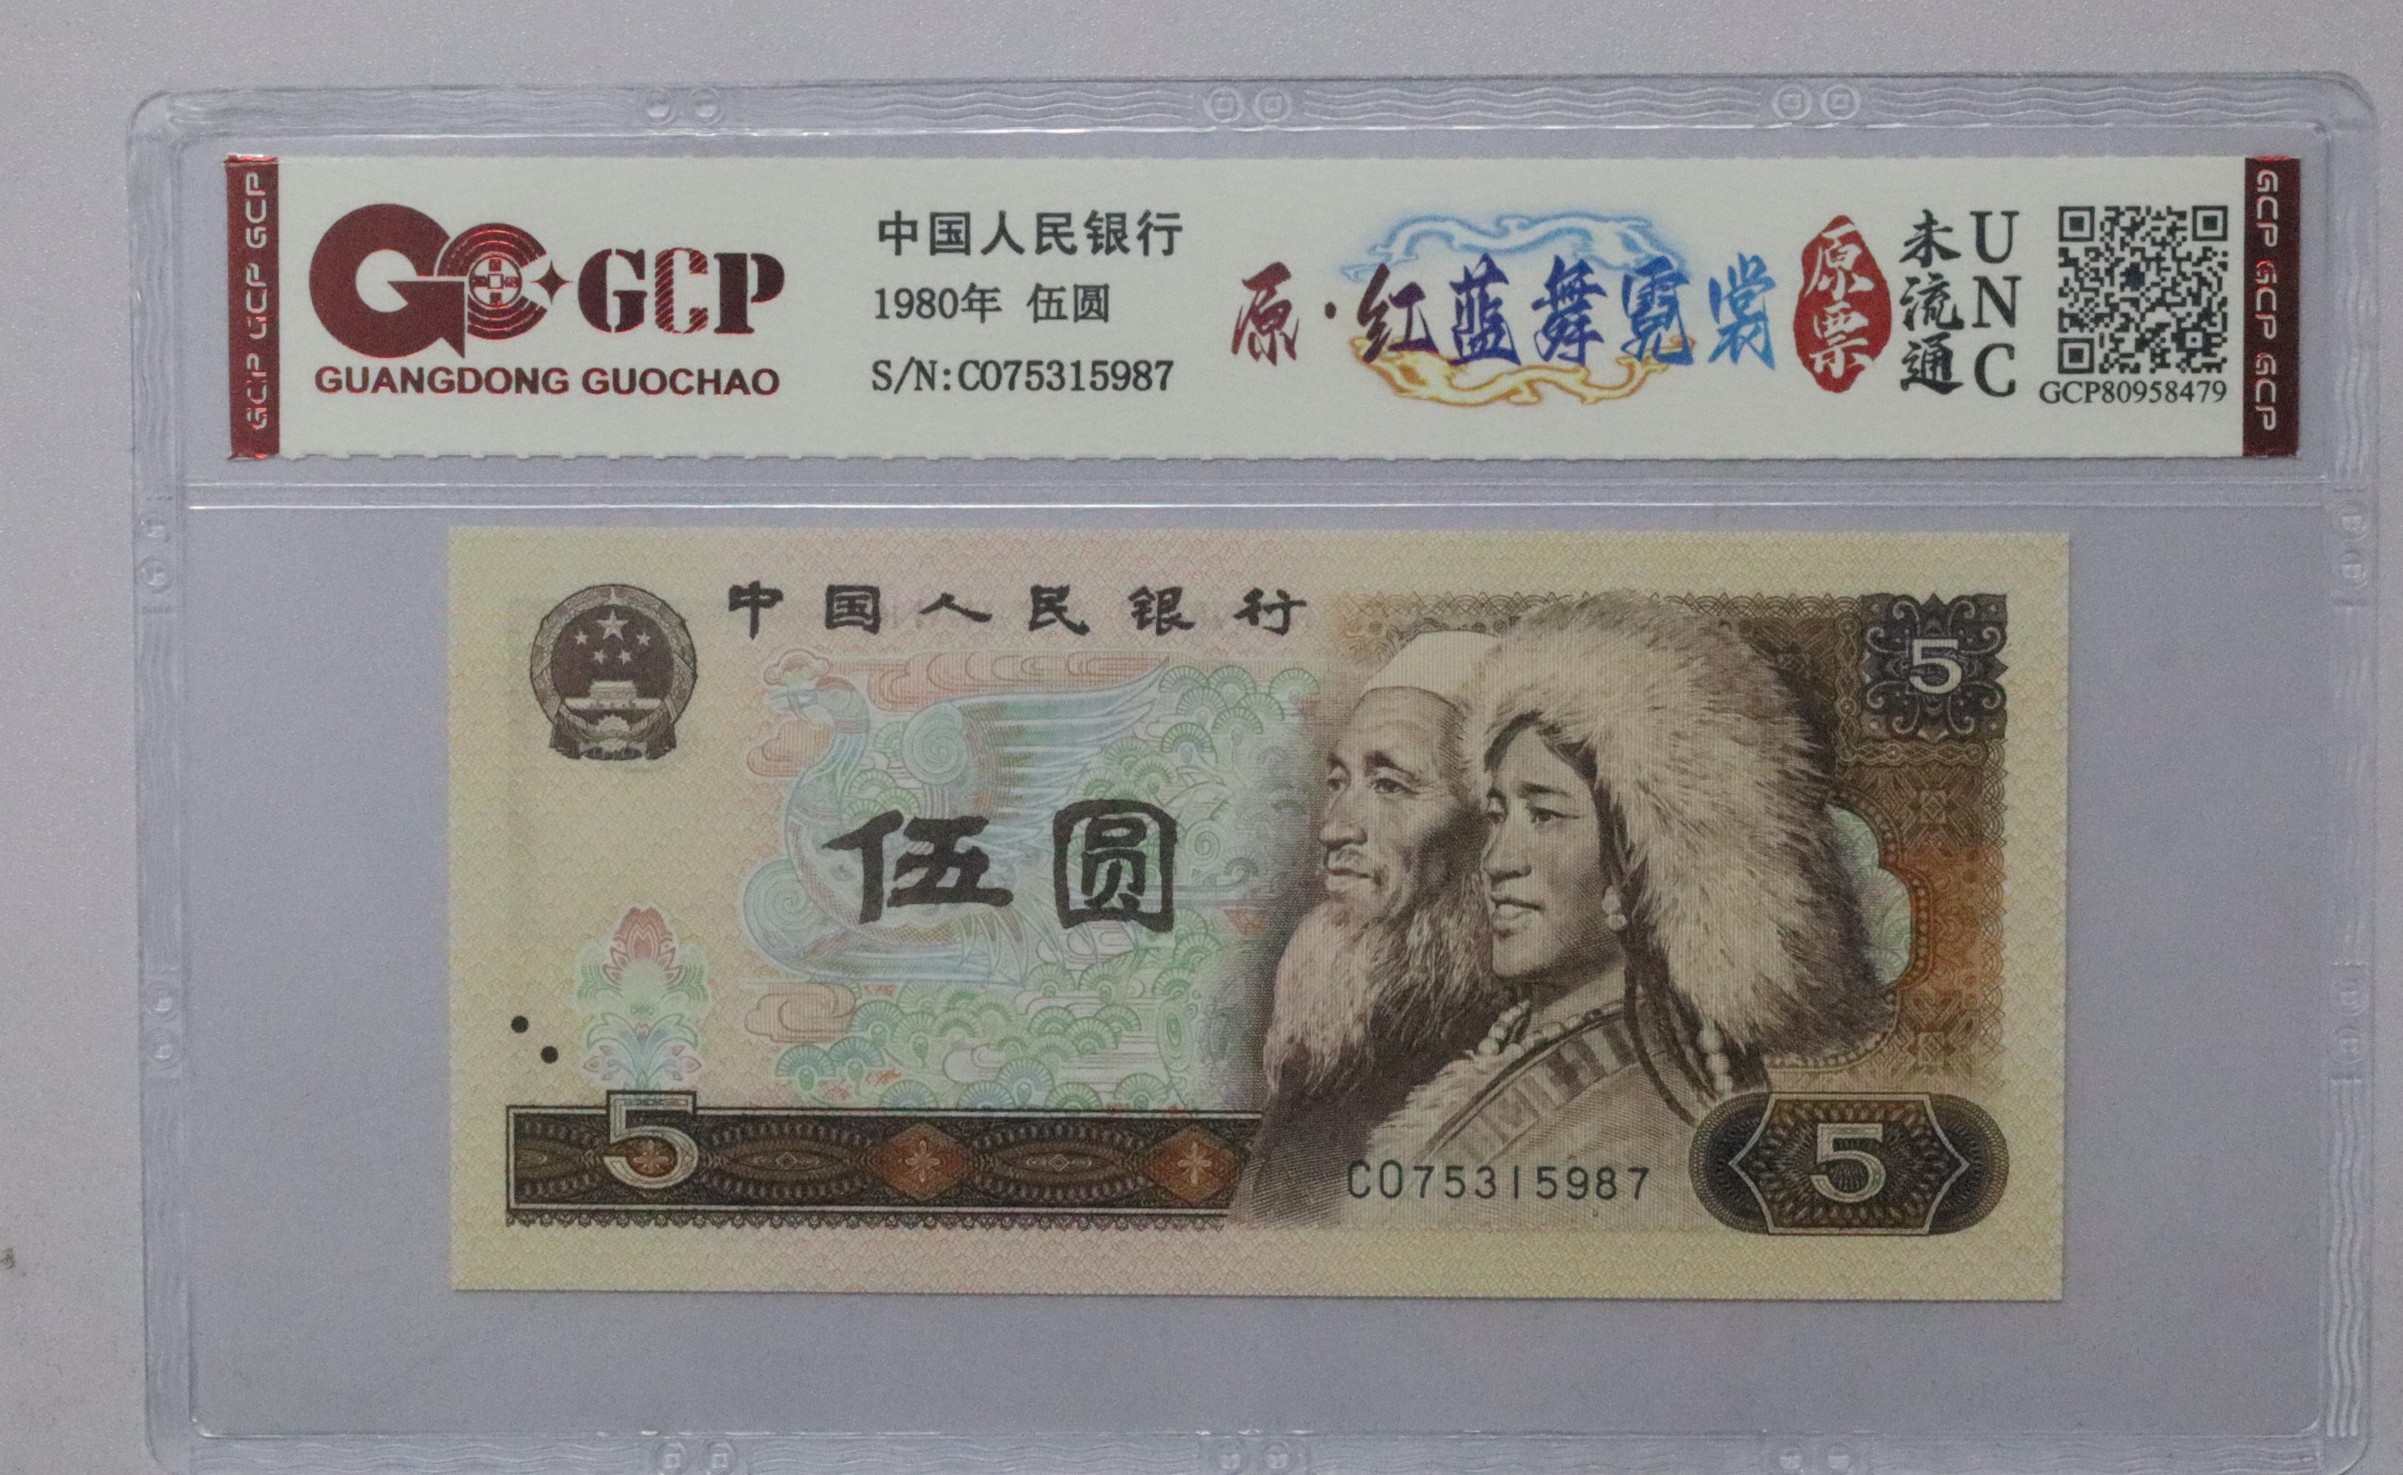 GCP GCP GCP
GCP
GUANGDONG GUOCHAO
中国人民银行
1980年 伍圆
S/N:CO75315987
原·红蓝舞霓裳
原票
未流通
UNC
GCP80958479
GCP GCP GCP
中国人民银行
5
伍圆
5
CO75315987
5